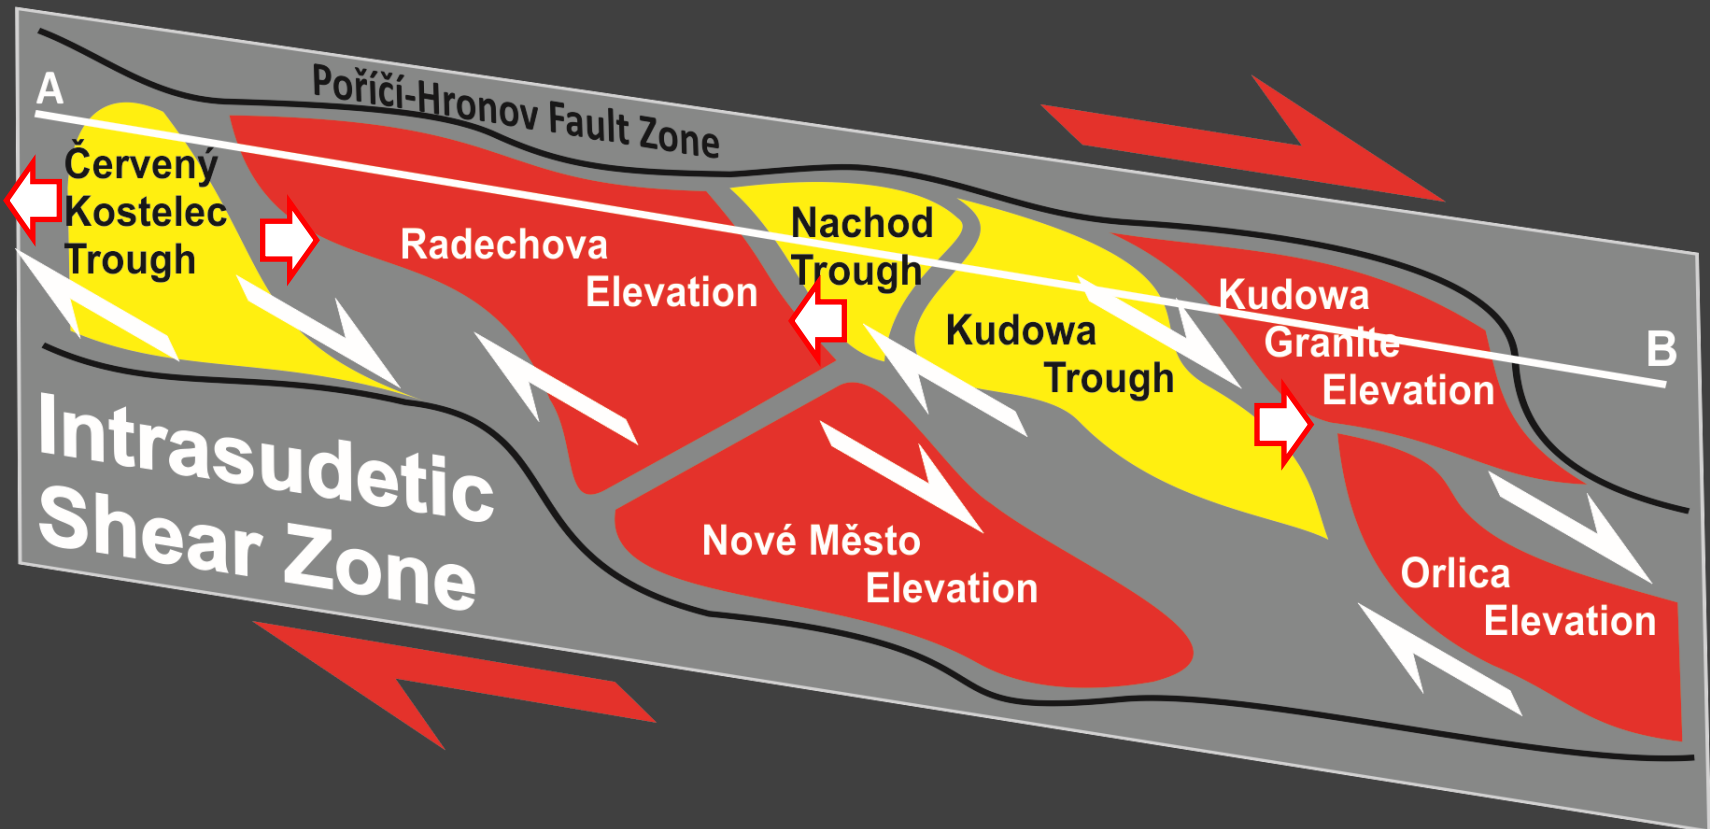 Poříčí-Hronov Fault Zone
A
Červený
Kostelec
Trough
Radechova
Elevation
Nachod
Trough
Kudowa
Trough
Kudowa
Granite
Elevation
B
Intrasudetic
Shear Zone
Nové Město
Elevation
Orlica
Elevation